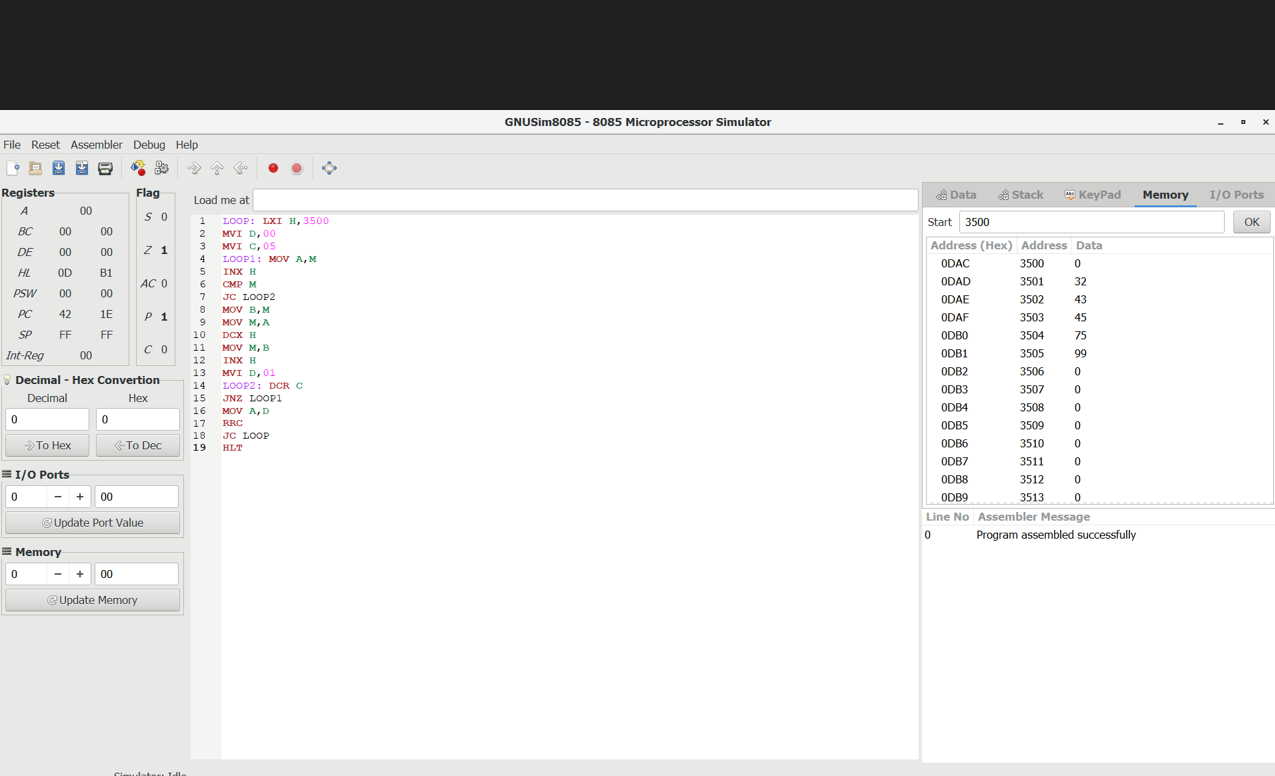 GNUSim8085 - 8085 Microprocessor Simulator
File Reset Assembler Debug Help
Registers
A 00
BC 00 00
DE 00 00
HL 0D B1
PSW 00 00
PC 42 1E
SP FF FF
Int-Reg 00
Flag
S 0
Z 1
AC 0
P 1
C 0
Decimal - Hex Convertion
Decimal Hex
0 0
To Hex To Dec
I/O Ports
0 - + 00
Update Port Value
Memory
0 - + 00
Update Memory
Load me at
1 LOOP: LXI H,3500
2 MVI D,00
3 MVI C,05
4 LOOP1: MOV A,M
5 INX H
6 CMP M
7 JC LOOP2
8 MOV B,M
9 MOV M,A
10 DCX H
11 MOV M,B
12 INX H
13 MVI D,01
14 LOOP2: DCR C
15 JNZ LOOP1
16 MOV A,D
17 RRC
18 JC LOOP
19 HLT
Data Stack KeyPad Memory I/O Ports
Start 3500 OK
Address (Hex) Address Data
0DAC 3500 0
0DAD 3501 32
0DAE 3502 43
0DAF 3503 45
0DB0 3504 75
0DB1 3505 99
0DB2 3506 0
0DB3 3507 0
0DB4 3508 0
0DB5 3509 0
0DB6 3510 0
0DB7 3511 0
0DB8 3512 0
0DB9 3513 0
Line No Assembler Message
0 Program assembled successfully
Simulator: Idle